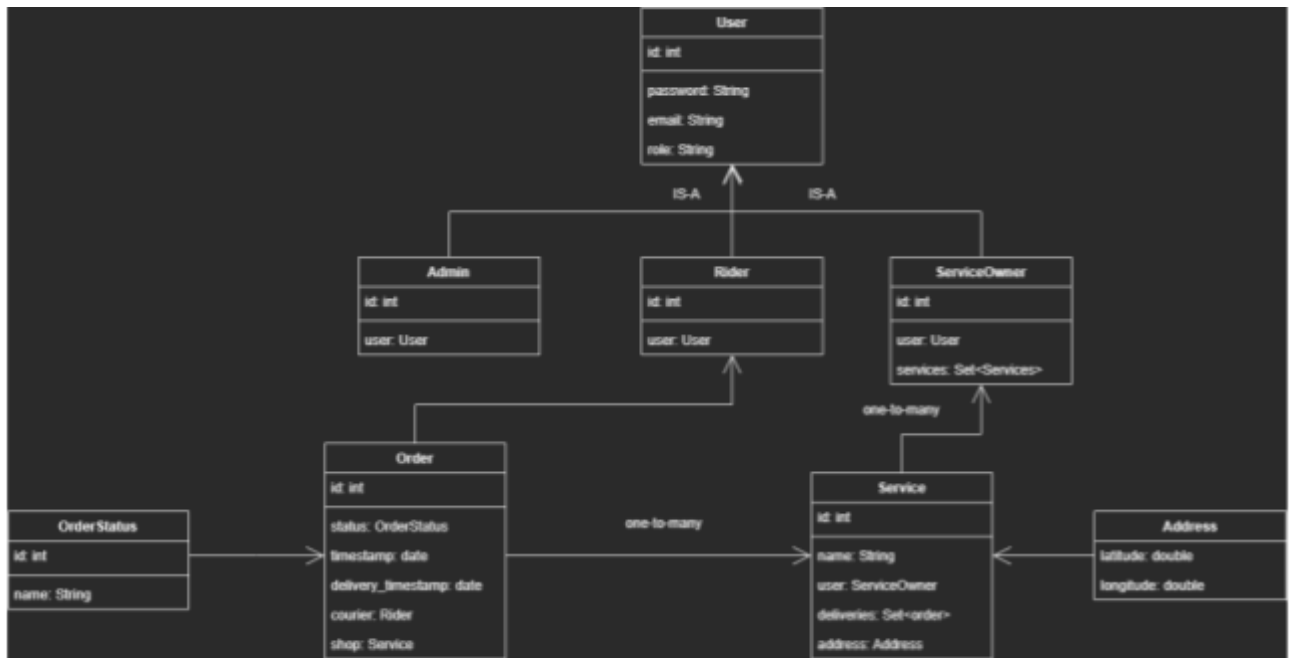 User
id: int
password: String
email: String
role: String
IS-A
IS-A
Admin
id: int
user: User
Rider
id: int
user: User
ServiceOwner
id: int
user: User
services: Set<Services>
one-to-many
Order
id: int
status: OrderStatus
timestamp: date
delivery_timestamp: date
courier: Rider
shop: Service
one-to-many
Service
id: int
name: String
user: ServiceOwner
deliveries: Set<order>
address: Address
OrderStatus
id: int
name: String
Address
latitude: double
longitude: double